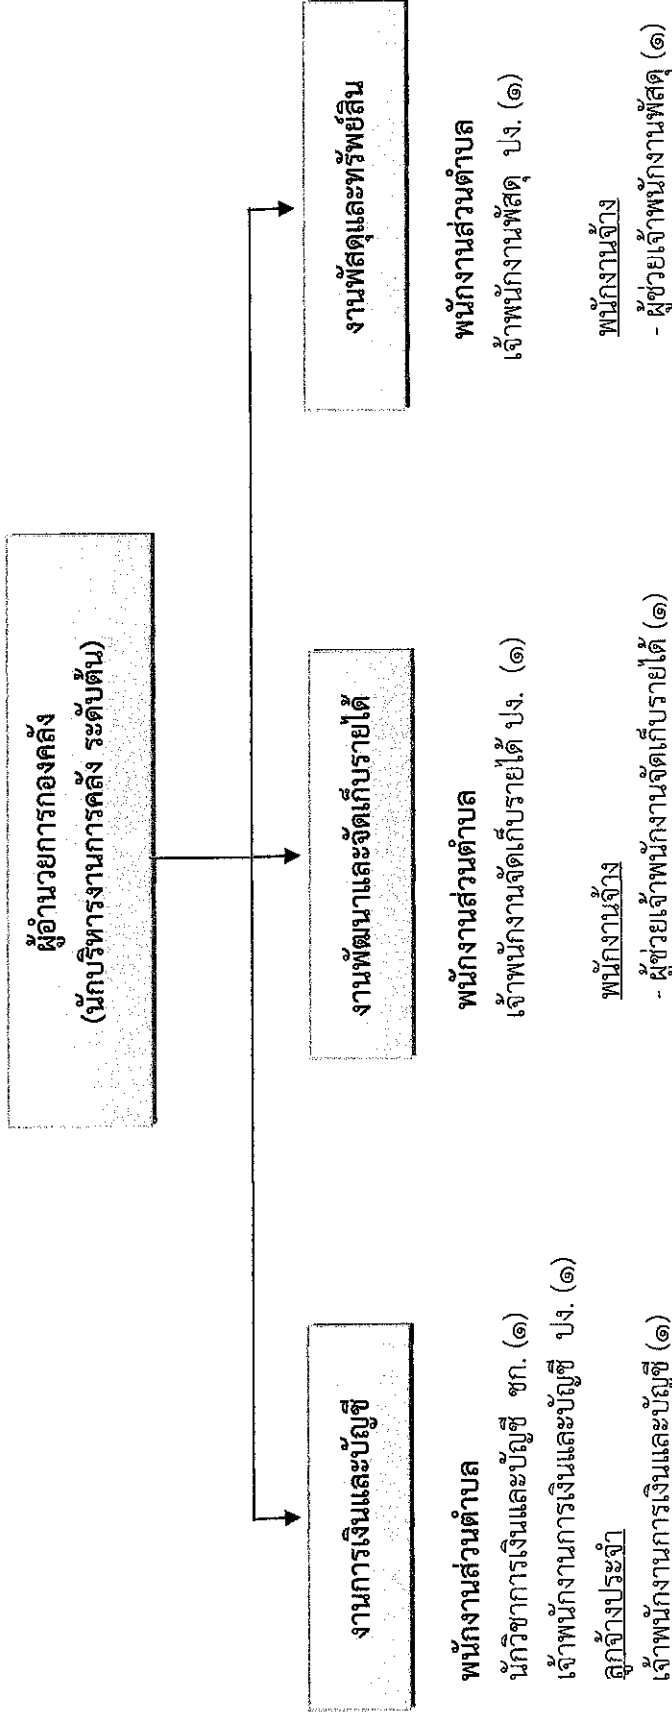 ผู้อำนวยการกองคลัง
(นักบริหารงานการคลัง ระดับต้น)
งานการเงินและบัญชี
พนักงานส่วนตำบล
นักวิชาการเงินและบัญชี ชก. (๑)
เจ้าพนักงานการเงินและบัญชี ปง. (๑)
ลูกจ้างประจำ
เจ้าพนักงานการเงินและบัญชี (๑)
งานพัฒนาและจัดเก็บรายได้
พนักงานส่วนตำบล
เจ้าพนักงานจัดเก็บรายได้ ปง. (๑)
พนักงานจ้าง
- ผู้ช่วยเจ้าพนักงานจัดเก็บรายได้ (๑)
งานพัสดุและทรัพย์สิน
พนักงานส่วนตำบล
เจ้าพนักงานพัสดุ ปง. (๑)
พนักงานจ้าง
- ผู้ช่วยเจ้าพนักงานพัสดุ (๑)